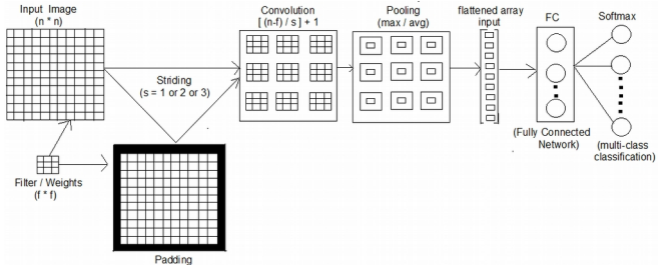 Input Image
(n * n)
Convolution
[ (n-f) / s ] + 1
Pooling
(max / avg)
flattened array
input
FC
Softmax
Striding
(s = 1 or 2 or 3)
Filter / Weights
(f * f)
Padding
(Fully Connected
Network)
(multi-class
classification)